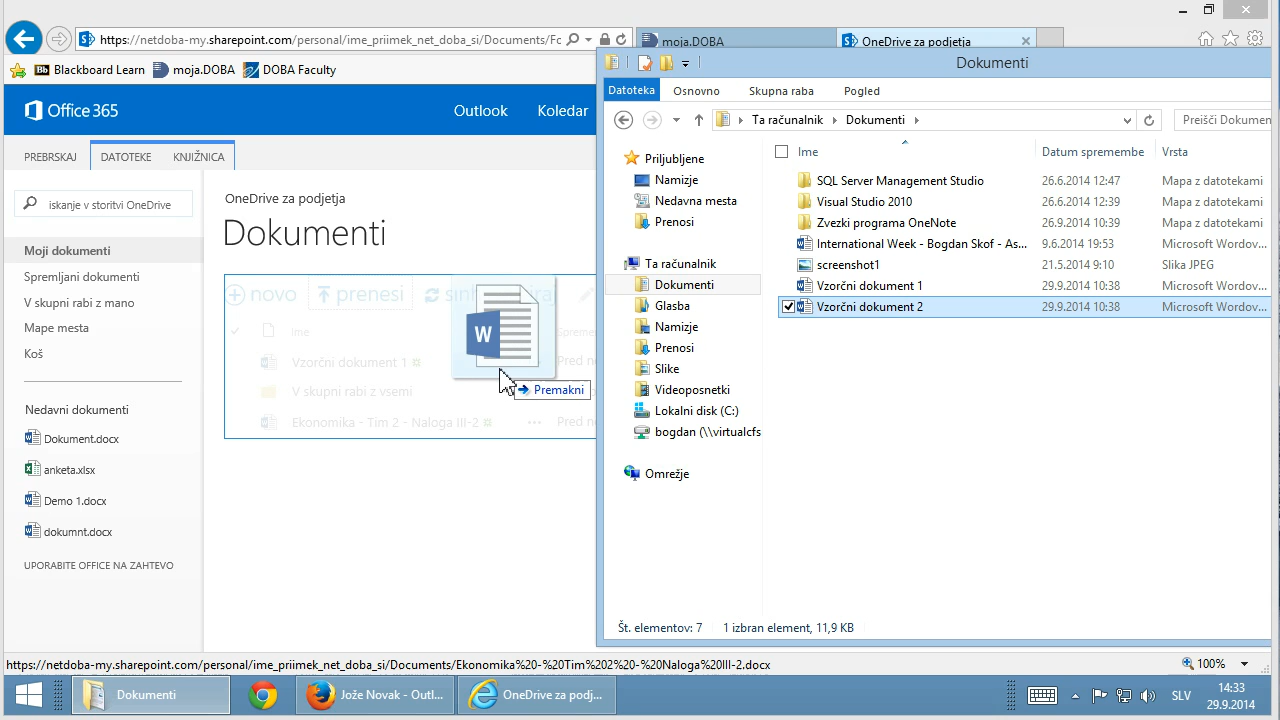 https://netdoba-my.sharepoint.com/personal/ime_priimek_net_doba_si/Documents/Fc
moja.DOBA
OneDrive za podjetja
Bb Blackboard Learn
moja.DOBA
DOBA Faculty
Office 365
Outlook
Koledar
PREBRSKAJ
DATOTEKE
KNJIŽNICA
iskanje v storitvi OneDrive
Moji dokumenti
Spremljani dokumenti
V skupni rabi z mano
Mape mesta
Koš
Nedavni dokumenti
Dokument.docx
anketa.xlsx
Demo 1.docx
dokumnt.docx
UPORABITE OFFICE NA ZAHTEVO
OneDrive za podjetja
Dokumenti
novo
prenesi
Ime
Spreme
Vzorčni dokument 1
Pred ne
V skupni rabi z vsemi
Ekonomika - Tim 2 - Naloga III-2
Pred ne
W
Premakni
Dokumenti
Datoteka
Osnovno
Skupna raba
Pogled
Ta računalnik
Dokumenti
Preišči Dokumen
Priljubljene
Namizje
Nedavna mesta
Prenosi
Ta računalnik
Dokumenti
Glasba
Namizje
Prenosi
Slike
Videoposnetki
Lokalni disk (C:)
bogdan (\\virtualcfs
Omrežje
Ime
Datum spremembe
Vrsta
SQL Server Management Studio
26.6.2014 12:47
Mapa z datotekami
Visual Studio 2010
26.6.2014 12:39
Mapa z datotekami
Zvezki programa OneNote
26.9.2014 10:39
Mapa z datotekami
International Week - Bogdan Skof - As...
9.6.2014 19:53
Microsoft Wordov...
screenshot1
21.5.2014 9:10
Slika JPEG
Vzorčni dokument 1
29.9.2014 10:38
Microsoft Wordov...
Vzorčni dokument 2
29.9.2014 10:38
Microsoft Wordov...
Št. elementov: 7
1 izbran element, 11,9 KB
https://netdoba-my.sharepoint.com/personal/ime_priimek_net_doba_si/Documents/Ekonomika%20-%20Tim%202%20-%20Naloga%20III-2.docx
100%
Dokumenti
Jože Novak - Outl...
OneDrive za podj...
SLV
14:33
29.9.2014